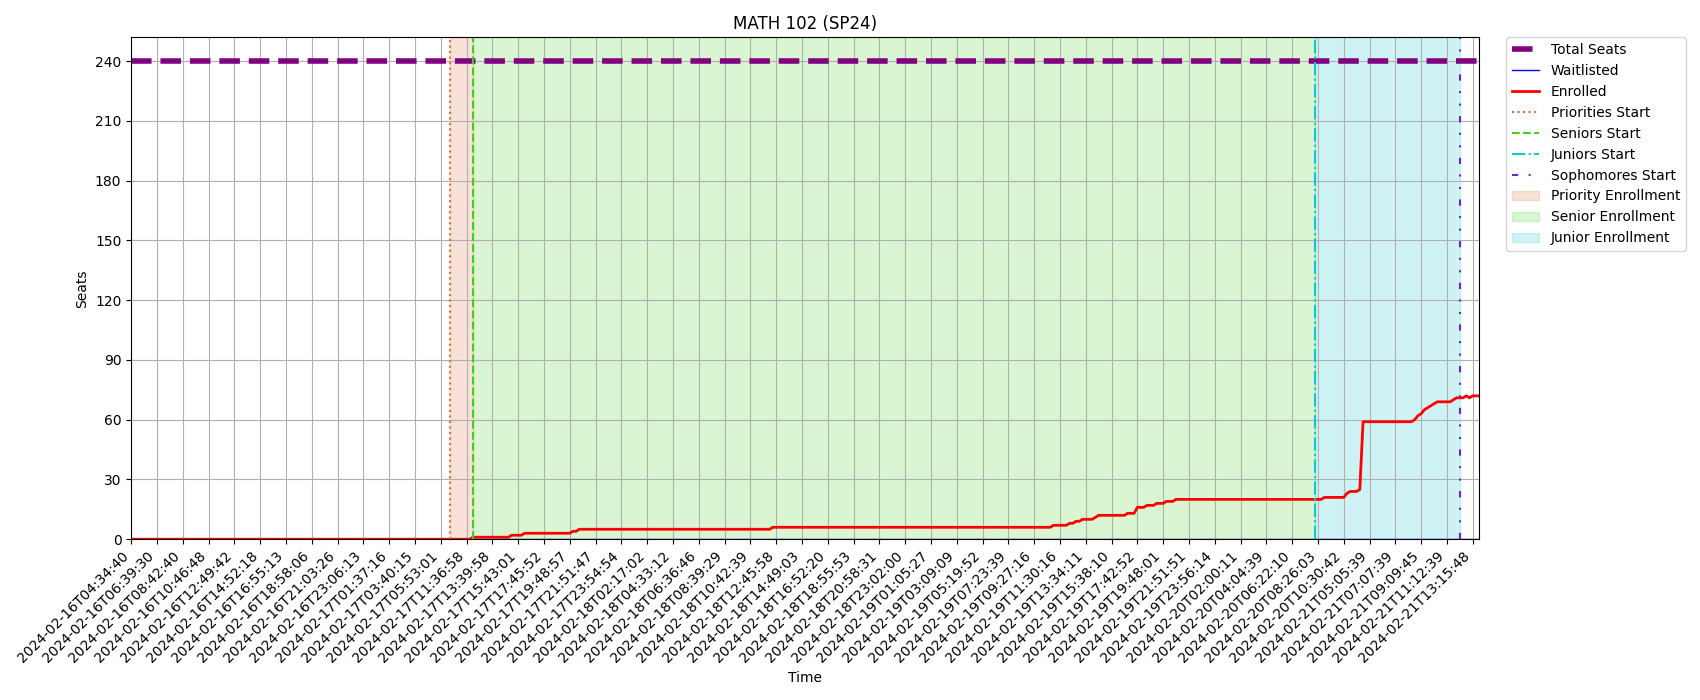 MATH 102 (SP24)
Seats
240
210
180
150
120
90
60
30
0
2024-02-16T04:34:40
2024-02-16T06:39:30
2024-02-16T08:42:40
2024-02-16T10:46:48
2024-02-16T12:49:42
2024-02-16T14:52:18
2024-02-16T16:55:13
2024-02-16T18:58:06
2024-02-16T21:03:26
2024-02-16T23:06:13
2024-02-17T01:37:16
2024-02-17T03:40:15
2024-02-17T05:53:01
2024-02-17T11:36:58
2024-02-17T13:39:58
2024-02-17T15:43:01
2024-02-17T17:45:52
2024-02-17T19:48:57
2024-02-17T21:51:47
2024-02-17T23:54:54
2024-02-18T02:17:02
2024-02-18T04:33:12
2024-02-18T06:36:46
2024-02-18T08:39:29
2024-02-18T10:42:39
2024-02-18T12:45:58
2024-02-18T14:49:03
2024-02-18T16:52:20
2024-02-18T18:55:53
2024-02-18T20:58:31
2024-02-18T23:02:00
2024-02-19T01:05:27
2024-02-19T03:09:09
2024-02-19T05:19:52
2024-02-19T07:23:39
2024-02-19T09:27:16
2024-02-19T11:30:16
2024-02-19T13:34:11
2024-02-19T15:38:10
2024-02-19T17:42:52
2024-02-19T19:48:01
2024-02-19T21:51:51
2024-02-19T23:56:14
2024-02-20T02:00:11
2024-02-20T04:04:39
2024-02-20T06:22:10
2024-02-20T08:26:03
2024-02-20T10:30:42
2024-02-21T05:05:39
2024-02-21T07:07:39
2024-02-21T09:09:45
2024-02-21T11:12:39
2024-02-21T13:15:48
Time
Total Seats
Waitlisted
Enrolled
Priorities Start
Seniors Start
Juniors Start
Sophomores Start
Priority Enrollment
Senior Enrollment
Junior Enrollment